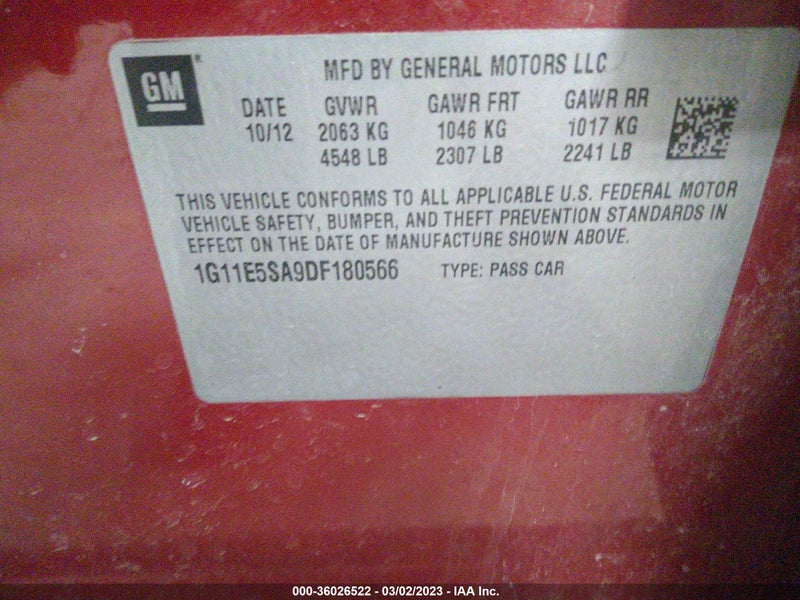 GM®
MFD BY GENERAL MOTORS LLC
DATE GVWR GAWR FRT GAWR RR
10/12 2063 KG 1046 KG 1017 KG
4548 LB 2307 LB 2241 LB
THIS VEHICLE CONFORMS TO ALL APPLICABLE U.S. FEDERAL MOTOR
VEHICLE SAFETY, BUMPER, AND THEFT PREVENTION STANDARDS IN
EFFECT ON THE DATE OF MANUFACTURE SHOWN ABOVE.
1G11E5SA9DF180566 TYPE: PASS CAR
000-36026522 - 03/02/2023 - IAA Inc.